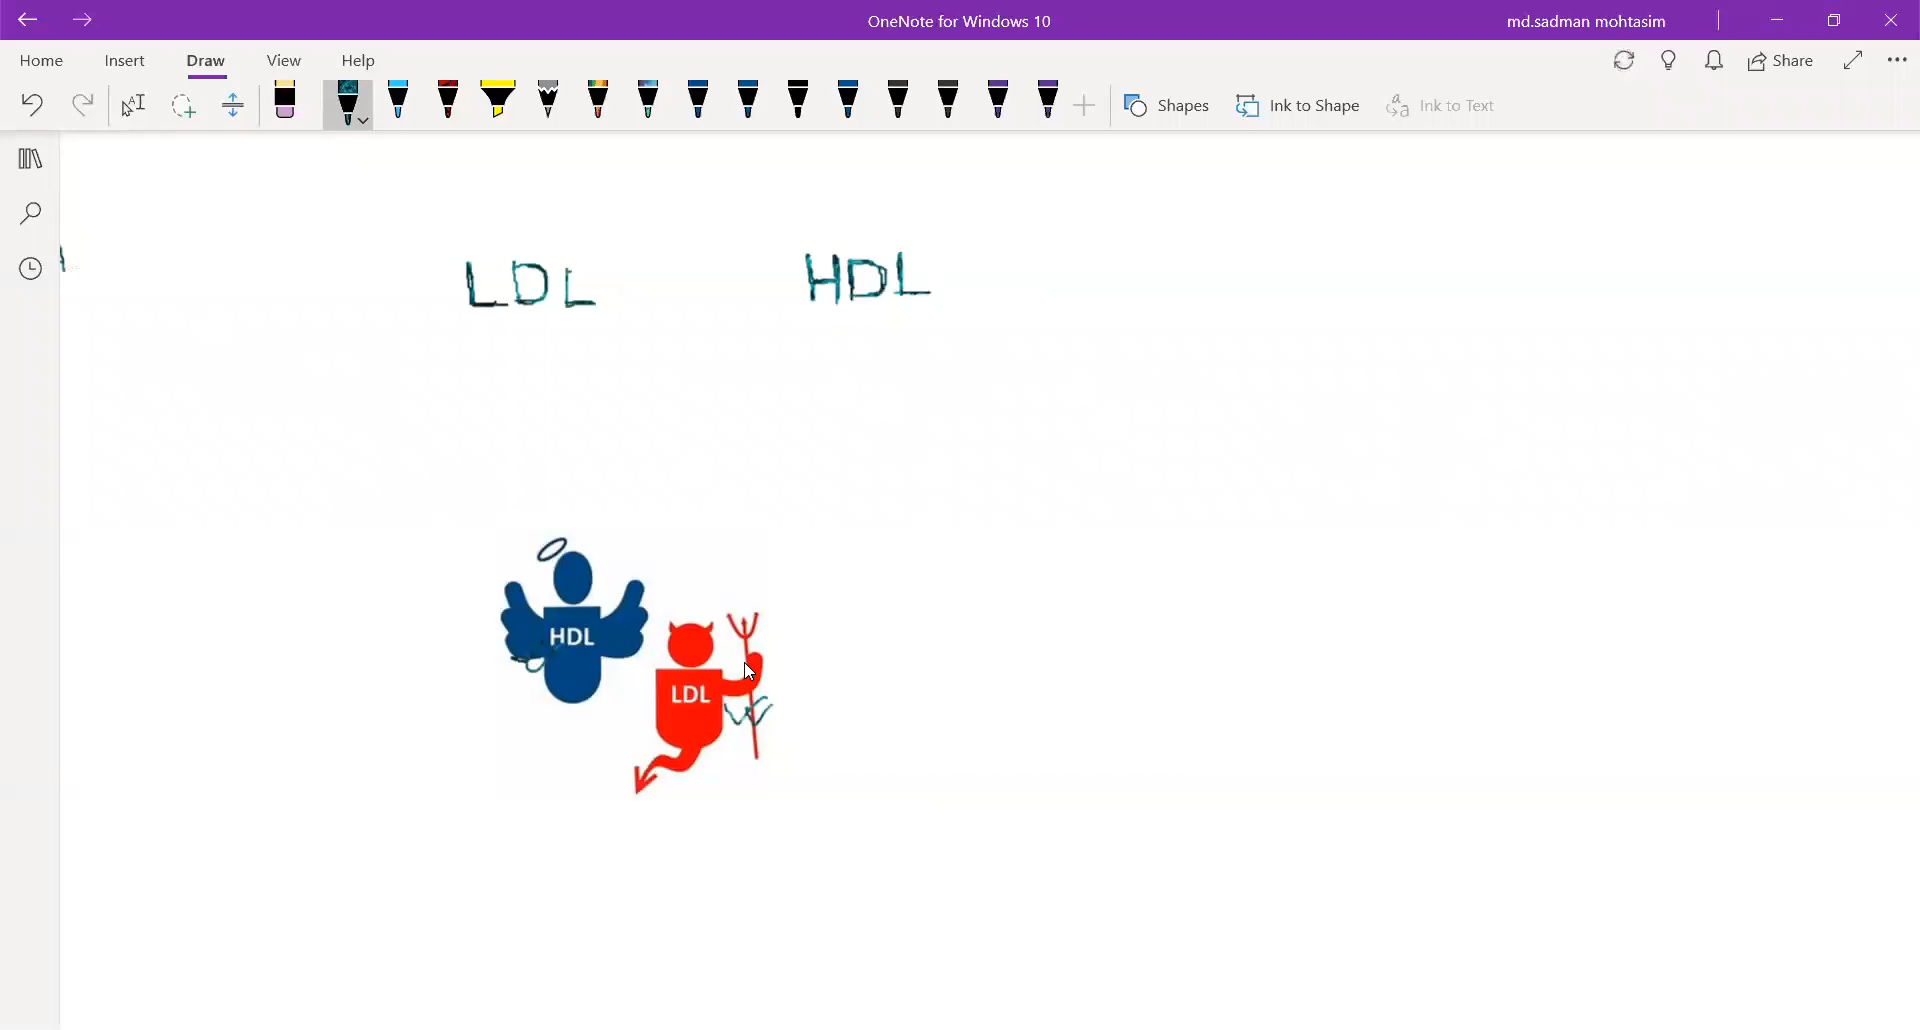 OneNote for Windows 10
md.sadman mohtasim
Home Insert Draw View Help
Share
Shapes Ink to Shape Ink to Text
LDL HDL
HDL
LDL